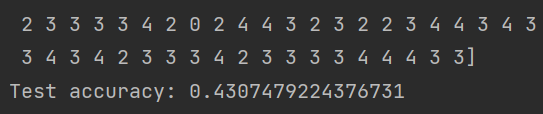 2 3 3 3 3 4 2 0 2 4 4 3 2 3 2 2 3 4 4 3 4 3
3 4 3 4 2 3 3 3 4 2 3 3 3 3 4 4 4 3 3]
Test accuracy: 0.4307479224376731